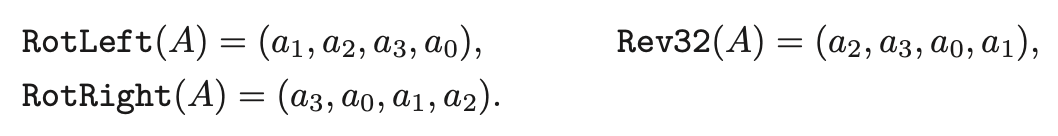 RotLeft(A) = (a₁, a₂, a₃, a₀), Rev32(A) = (a₂, a₃, a₀, a₁),
RotRight(A) = (a₃, a₀, a₁, a₂).